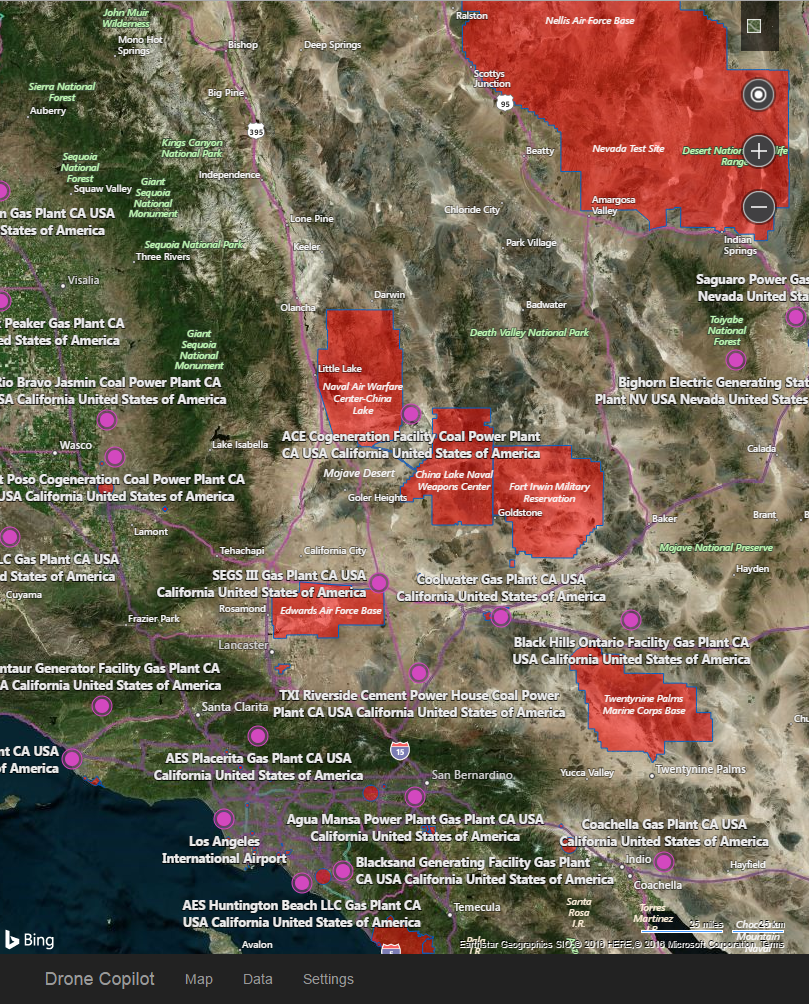 John Muir
Wilderness
Ralston
Nellis Air Force Base
Mono Hot
Springs
Bishop
Deep Springs
Scottys
Junction
Sierra National
Forest
Big Pine
95
Auberry
395
Kings Canyon
National Park
Beatty
Nevada Test Site
Desert National
Range
Sequoia
National
Forest
Squaw Valley
Giant
Sequoia
National
Monument
Independence
Amargosa
Valley
n Gas Plant CA USA
States of America
Lone Pine
Chloride City
Sequoia National Park
Three Rivers
Keeler
Park Village
Indian
Springs
Visalia
Saguaro Power Gas
Nevada United Sta
Darwin
Olancha
Badwater
Peaker Gas Plant CA
ed States of America
Giant
Sequoia
National
Monument
Death Valley National Park
Toiyabe
National
Forest
Little Lake
Naval Air Warfare
Center-China
Lake
Rio Bravo Jasmin Coal Power Plant CA
SA California United States of America
Bighorn Electric Generating Stat
Plant NV USA Nevada United States
Wasco
Lake Isabella
ACE Cogeneration Facility Coal Power Plant
CA USA California United States of America
Calada
t Poso Cogeneration Coal Power Plant CA
USA California United States of America
Mojave Desert
China Lake Naval
Weapons Center
Fort Irwin Military
Reservation
Goler Heights
Goldstone
Baker
Brant
Lamont
Tehachapi
California City
Mojave National Preserve
LC Gas Plant CA USA
d States of America
Hayden
Cuyama
SEGS III Gas Plant CA USA
California United States of America
Coolwater Gas Plant CA USA
California United States of America
Rosamond
Edwards Air Force Base
Frazier Park
Lancaster
Black Hills Ontario Facility Gas Plant CA
USA California United States of America
ntaur Generator Facility Gas Plant CA
A California United States of America
TXI Riverside Cement Power House Coal Power
Plant CA USA California United States of America
Twentynine Palms
Marine Corps Base
Santa Clarita
Chu
nt CA USA
of America
AES Placerita Gas Plant CA USA
California United States of America
15
San Bernardino
Yucca Valley
Twentynine Palms
Agua Mansa Power Plant Gas Plant CA USA
California United States of America
Coachella Gas Plant CA USA
California United States of America
Los Angeles
International Airport
Blacksand Generating Facility Gas Plant
CA USA California United States of America
Indio
Hayfield
Coachella
AES Huntington Beach LLC Gas Plant CA
USA California United States of America
Temecula
Santa
Rosa
I.R.
Torres
Martinez
I.R.
25 miles
25 km
Bing
Avalon
5
Earthstar Geographics SIO © 2016 HERE, © 2016 Microsoft Corporation, Terms
Drone Copilot
Map
Data
Settings